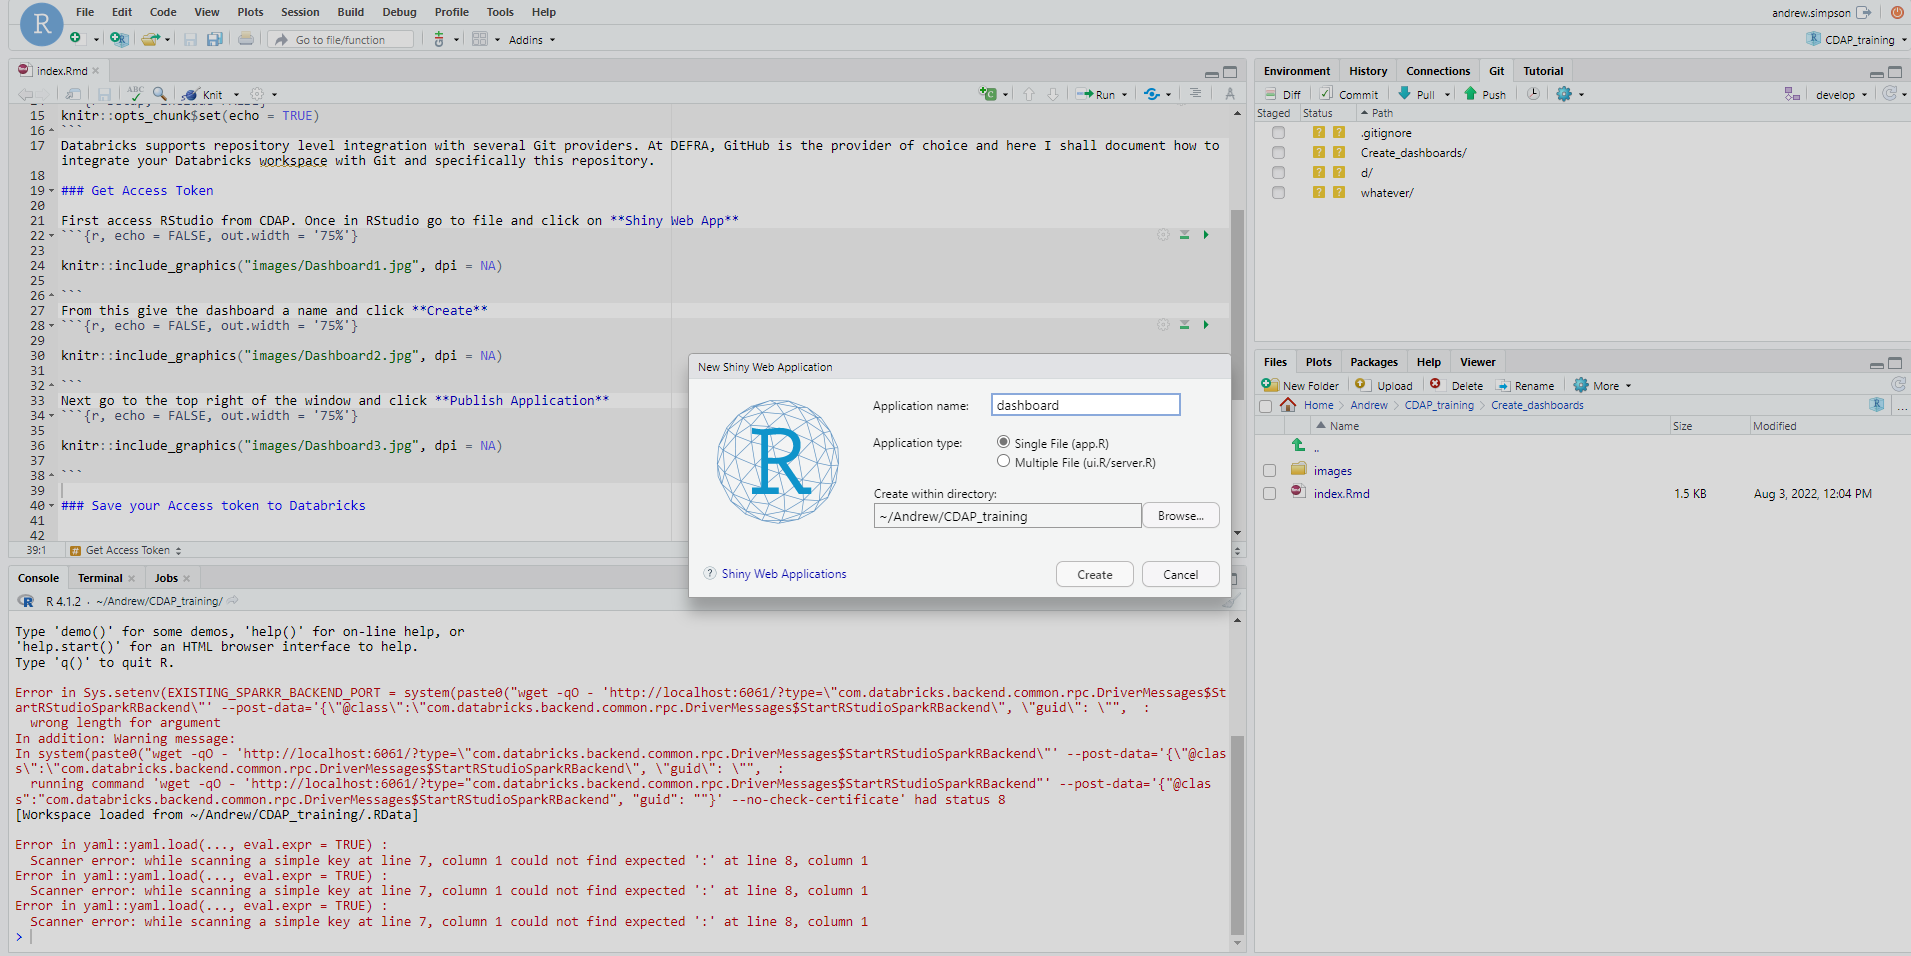 File Edit Code View Plots Session Build Debug Profile Tools Help
andrew.simpson
R
Go to file/function
Addins
CDAP_training
index.Rmd
ABC
Knit
Run
15 knitr::opts_chunk$set(echo = TRUE)
16 ```
17 Databricks supports repository level integration with several Git providers. At DEFRA, GitHub is the provider of choice and here I shall document how to
integrate your Databricks workspace with Git and specifically this repository.
18
19 ### Get Access Token
20
21 First access RStudio from CDAP. Once in RStudio go to file and click on **Shiny Web App**
22 ```{r, echo = FALSE, out.width = '75%'}
23
24 knitr::include_graphics("images/Dashboard1.jpg", dpi = NA)
25
26 ```
27 From this give the dashboard a name and click **Create**
28 ```{r, echo = FALSE, out.width = '75%'}
29
30 knitr::include_graphics("images/Dashboard2.jpg", dpi = NA)
31
32 ```
33 Next go to the top right of the window and click **Publish Application**
34 ```{r, echo = FALSE, out.width = '75%'}
35
36 knitr::include_graphics("images/Dashboard3.jpg", dpi = NA)
37
38 ```
39
40 ### Save your Access token to Databricks
41
42
39:1 # Get Access Token
New Shiny Web Application
R
Application name: dashboard
Application type: Single File (app.R)
Multiple File (ui.R/server.R)
Create within directory:
~/Andrew/CDAP_training Browse...
? Shiny Web Applications Create Cancel
Console Terminal Jobs
R 4.1.2 · ~/Andrew/CDAP_training/
Type 'demo()' for some demos, 'help()' for on-line help, or
'help.start()' for an HTML browser interface to help.
Type 'q()' to quit R.
Error in Sys.setenv(EXISTING_SPARKR_BACKEND_PORT = system(paste0("wget -qO - 'http://localhost:6061/?type=\"com.databricks.backend.common.rpc.DriverMessages$St
artRStudioSparkRBackend\"' --post-data='{\"@class\":\"com.databricks.backend.common.rpc.DriverMessages$StartRStudioSparkRBackend\", \"guid\": \"", :
wrong length for argument
In addition: Warning message:
In system(paste0("wget -qO - 'http://localhost:6061/?type=\"com.databricks.backend.common.rpc.DriverMessages$StartRStudioSparkRBackend\"' --post-data='{\"@clas
s\":\"com.databricks.backend.common.rpc.DriverMessages$StartRStudioSparkRBackend\", \"guid\": \"", :
running command 'wget -qO - 'http://localhost:6061/?type="com.databricks.backend.common.rpc.DriverMessages$StartRStudioSparkRBackend"' --post-data='{"@clas
s":"com.databricks.backend.common.rpc.DriverMessages$StartRStudioSparkRBackend", "guid": ""}' --no-check-certificate' had status 8
[Workspace loaded from ~/Andrew/CDAP_training/.RData]
Error in yaml::yaml.load(..., eval.expr = TRUE) :
Scanner error: while scanning a simple key at line 7, column 1 could not find expected ':' at line 8, column 1
Error in yaml::yaml.load(..., eval.expr = TRUE) :
Scanner error: while scanning a simple key at line 7, column 1 could not find expected ':' at line 8, column 1
Error in yaml::yaml.load(..., eval.expr = TRUE) :
Scanner error: while scanning a simple key at line 7, column 1 could not find expected ':' at line 8, column 1
>
Environment History Connections Git Tutorial
Diff Commit Pull Push develop
Staged Status Path
? ? .gitignore
? ? Create_dashboards/
? ? d/
? ? whatever/
Files Plots Packages Help Viewer
New Folder Upload Delete Rename More
Home Andrew CDAP_training Create_dashboards ...
Name Size Modified
..
images
index.Rmd 1.5 KB Aug 3, 2022, 12:04 PM